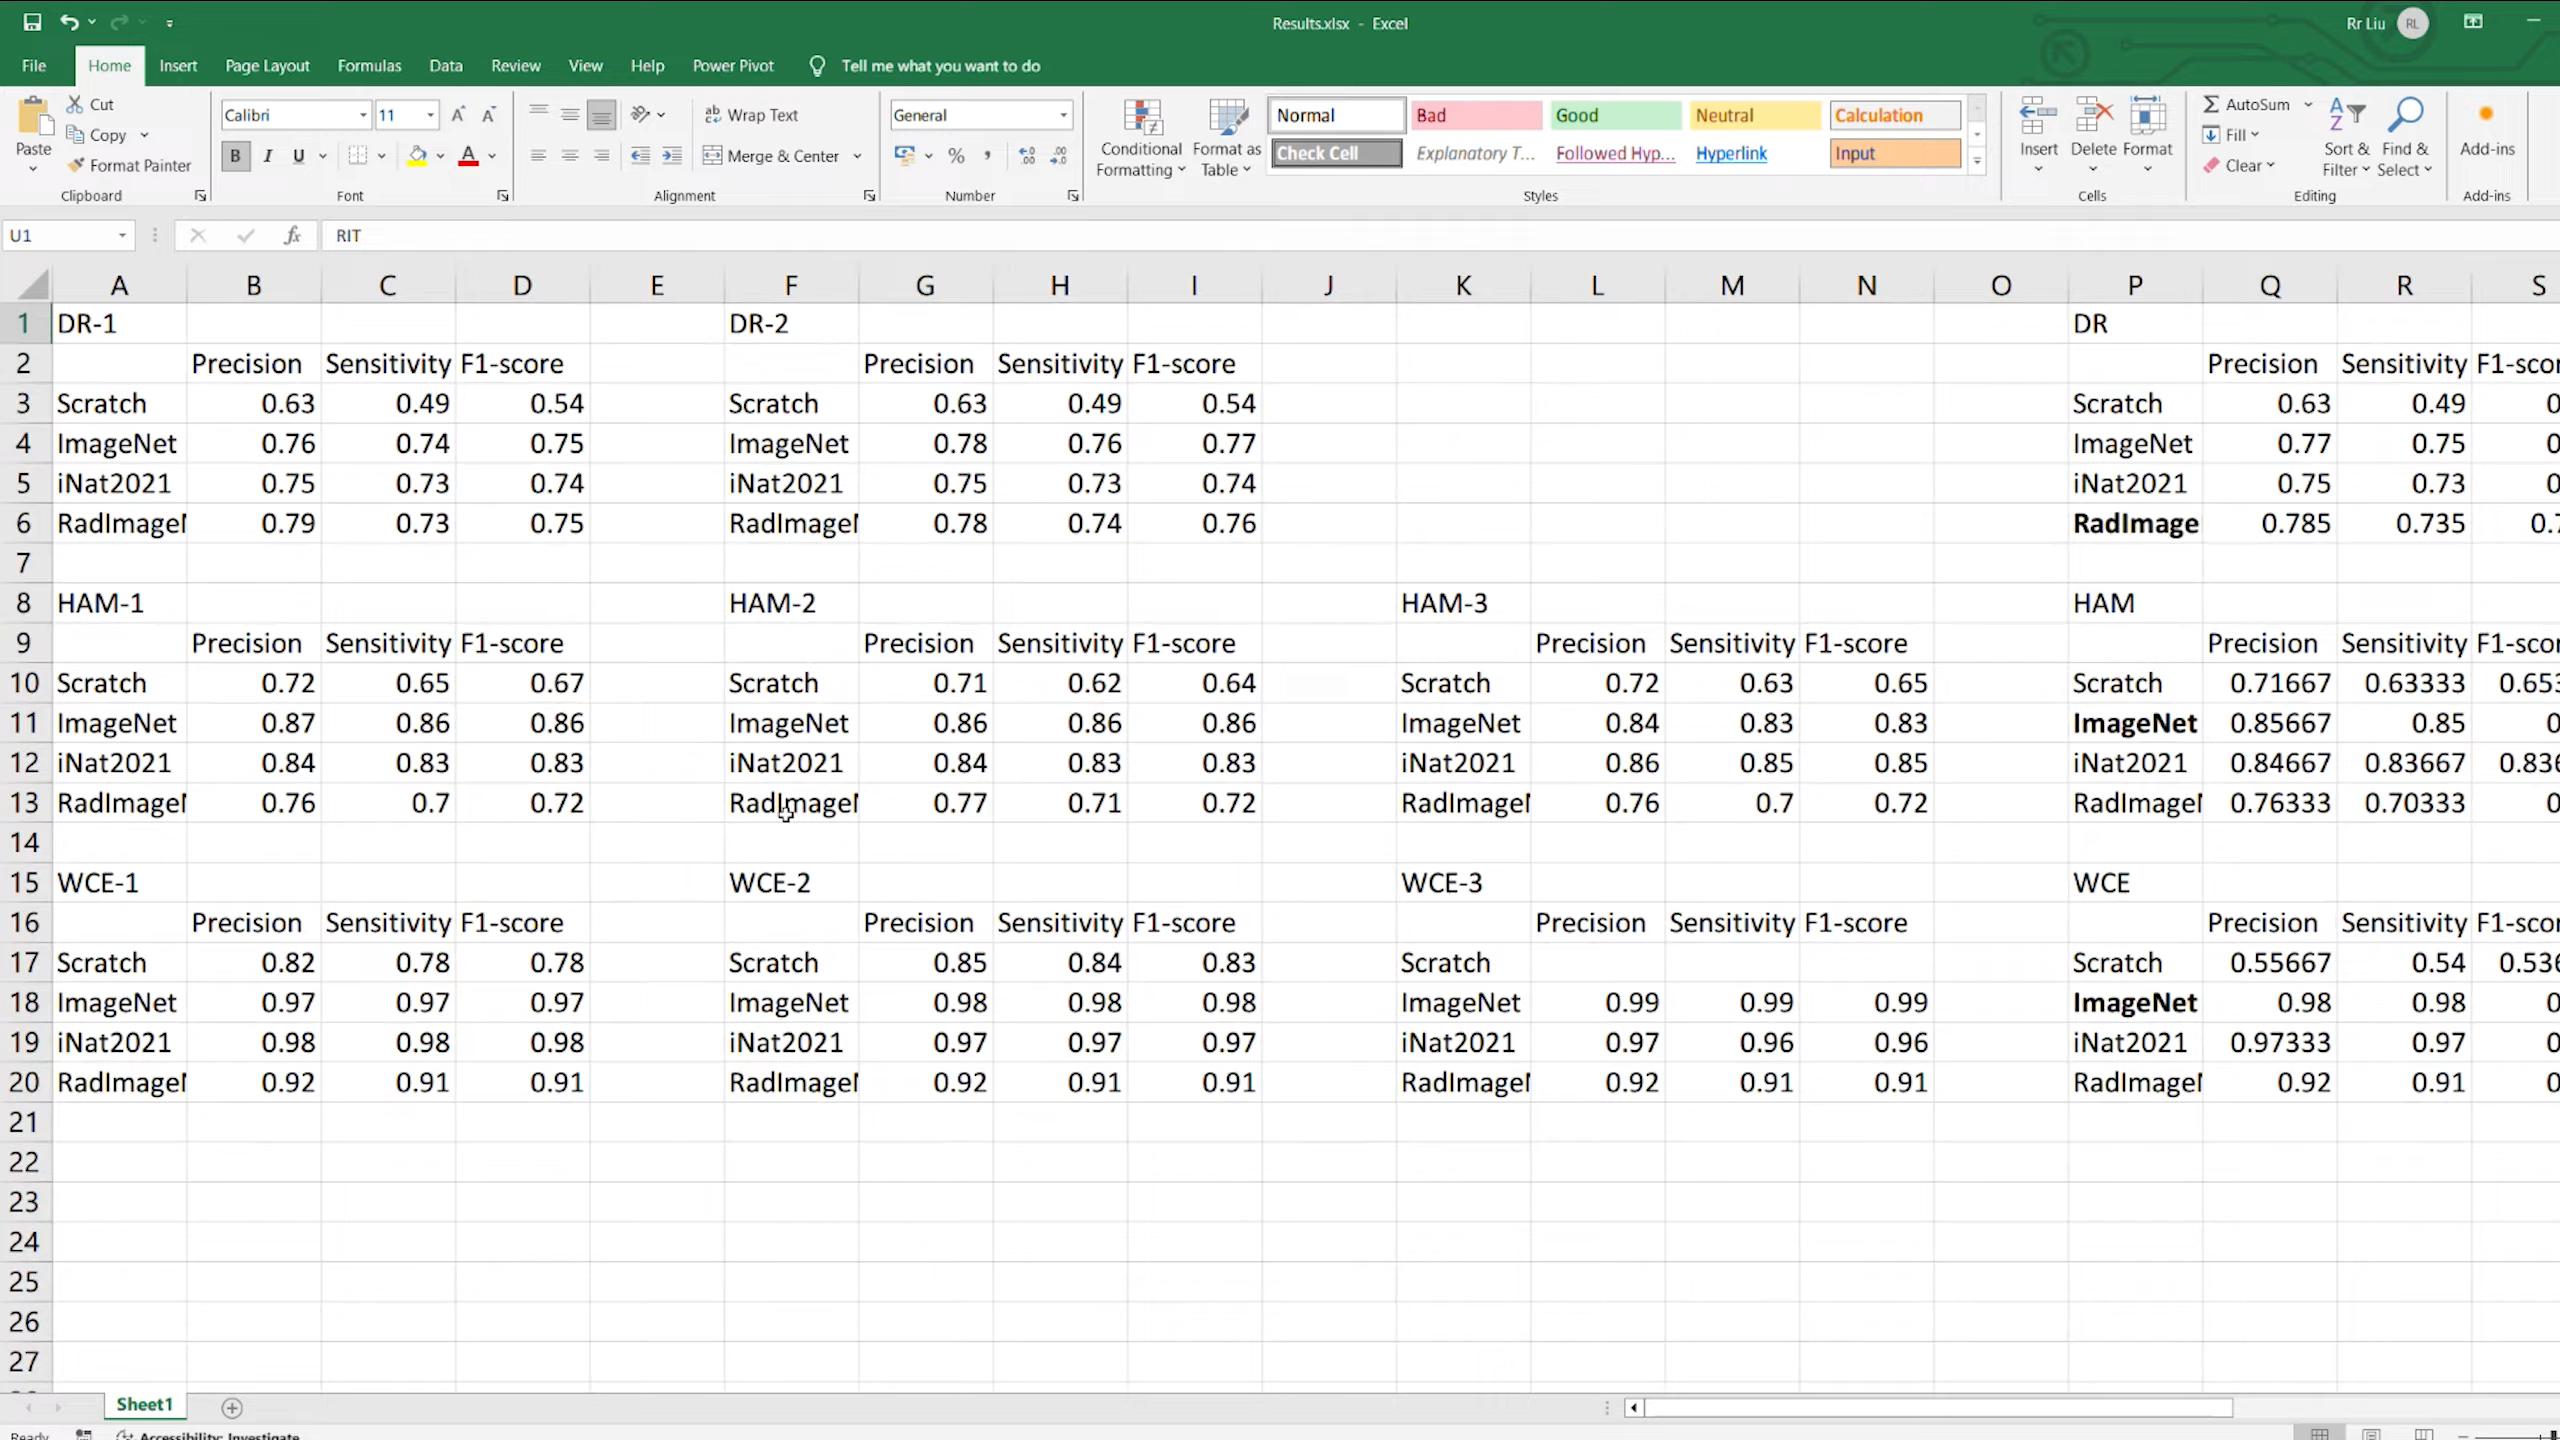 Results.xlsx - Excel
Rr Liu RL
File Home Insert Page Layout Formulas Data Review View Help Power Pivot Tell me what you want to do
Paste Cut Copy Format Painter Clipboard
Calibri 11 B I U A Font
Wrap Text Merge & Center Alignment
General % Number
Conditional Formatting Format as Table
Normal Bad Good Neutral Calculation
Check Cell Explanatory T... Followed Hyp... Hyperlink Input
Styles
Insert Delete Format Cells
AutoSum Fill Clear Sort & Filter Find & Select Editing
Add-ins Add-ins
U1 fx RIT
A B C D E F G H I J K L M N O P Q R S
1 DR-1 DR-2 DR
2 Precision Sensitivity F1-score Precision Sensitivity F1-score Precision Sensitivity F1-scor
3 Scratch 0.63 0.49 0.54 Scratch 0.63 0.49 0.54 Scratch 0.63 0.49 0
4 ImageNet 0.76 0.74 0.75 ImageNet 0.78 0.76 0.77 ImageNet 0.77 0.75 0
5 iNat2021 0.75 0.73 0.74 iNat2021 0.75 0.73 0.74 iNat2021 0.75 0.73 0
6 RadImage 0.79 0.73 0.75 RadImage 0.78 0.74 0.76 RadImage 0.785 0.735 0.7
7
8 HAM-1 HAM-2 HAM-3 HAM
9 Precision Sensitivity F1-score Precision Sensitivity F1-score Precision Sensitivity F1-score Precision Sensitivity F1-scor
10 Scratch 0.72 0.65 0.67 Scratch 0.71 0.62 0.64 Scratch 0.72 0.63 0.65 Scratch 0.71667 0.63333 0.653
11 ImageNet 0.87 0.86 0.86 ImageNet 0.86 0.86 0.86 ImageNet 0.84 0.83 0.83 ImageNet 0.85667 0.85 0
12 iNat2021 0.84 0.83 0.83 iNat2021 0.84 0.83 0.83 iNat2021 0.86 0.85 0.85 iNat2021 0.84667 0.83667 0.836
13 RadImage 0.76 0.7 0.72 RadImage 0.77 0.71 0.72 RadImage 0.76 0.7 0.72 RadImage 0.76333 0.70333 0
14
15 WCE-1 WCE-2 WCE-3 WCE
16 Precision Sensitivity F1-score Precision Sensitivity F1-score Precision Sensitivity F1-score Precision Sensitivity F1-scor
17 Scratch 0.82 0.78 0.78 Scratch 0.85 0.84 0.83 Scratch Scratch 0.55667 0.54 0.536
18 ImageNet 0.97 0.97 0.97 ImageNet 0.98 0.98 0.98 ImageNet 0.99 0.99 0.99 ImageNet 0.98 0.98 0
19 iNat2021 0.98 0.98 0.98 iNat2021 0.97 0.97 0.97 iNat2021 0.97 0.96 0.96 iNat2021 0.97333 0.97 0
20 RadImage 0.92 0.91 0.91 RadImage 0.92 0.91 0.91 RadImage 0.92 0.91 0.91 RadImage 0.92 0.91 0
21
22
23
24
25
26
27
Sheet1
Ready Accessibility: Investigate